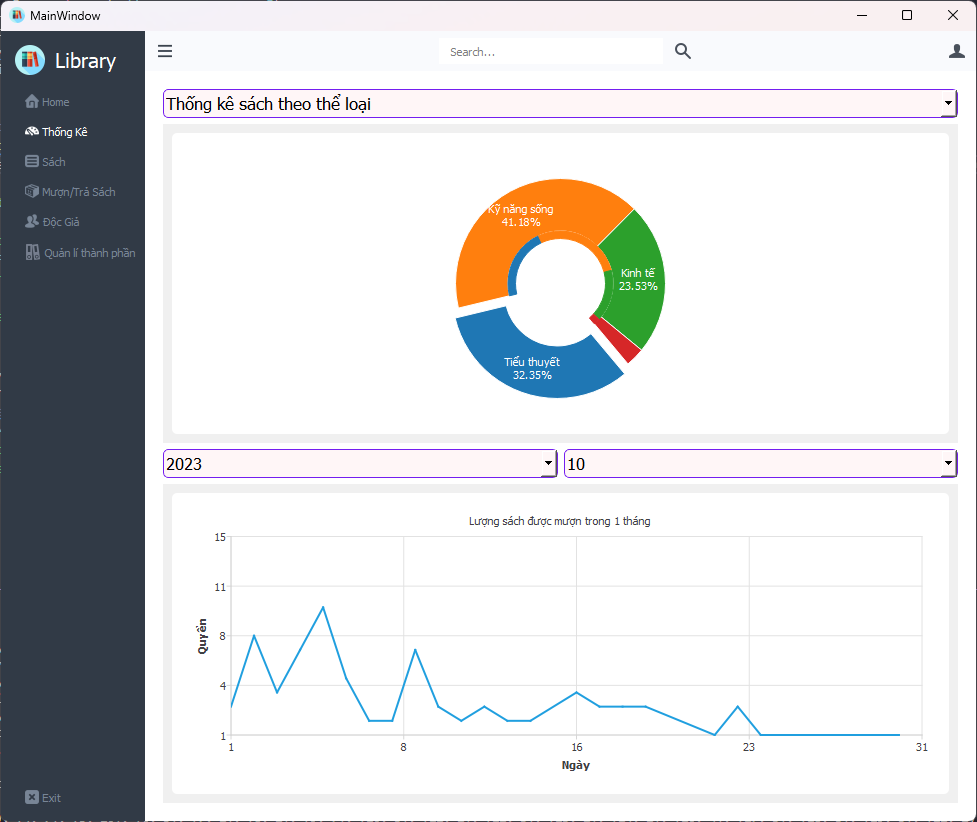 MainWindow
Library
Search...
Home
Thống Kê
Sách
Mượn/Trả Sách
Độc Giả
Quản lí thành phần
Exit
Thống kê sách theo thể loại
Kỹ năng sống
41.18%
Kinh tế
23.53%
Tiểu thuyết
32.35%
2023
10
Lượng sách được mượn trong 1 tháng
Quyển
15
11
8
4
1
1
8
16
23
31
Ngày